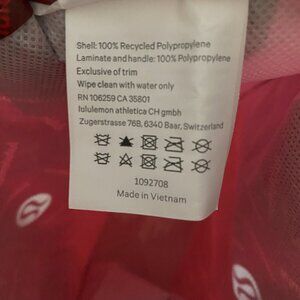 Shell: 100% Recycled Polypropylene
Laminate and handle: 100% Polypropylene
Exclusive of trim
Wipe clean with water only
RN 106259 CA 35801
lululemon athletica CH gmbh
Zugerstrasse 76B, 6340 Baar, Switzerland
1092708
Made in Vietnam